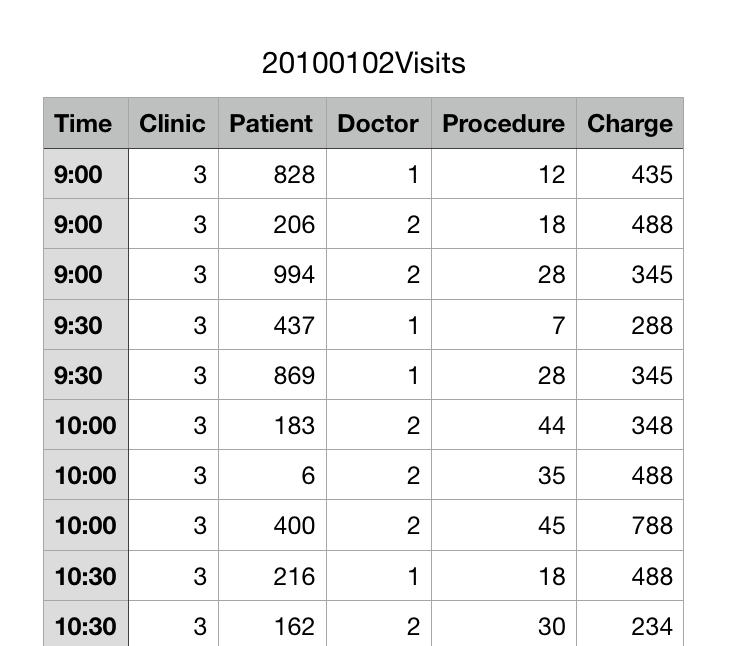 20100102Visits
Time Clinic Patient Doctor Procedure Charge
9:00 3 828 1 12 435
9:00 3 206 2 18 488
9:00 3 994 2 28 345
9:30 3 437 1 7 288
9:30 3 869 1 28 345
10:00 3 183 2 44 348
10:00 3 6 2 35 488
10:00 3 400 2 45 788
10:30 3 216 1 18 488
10:30 3 162 2 30 234